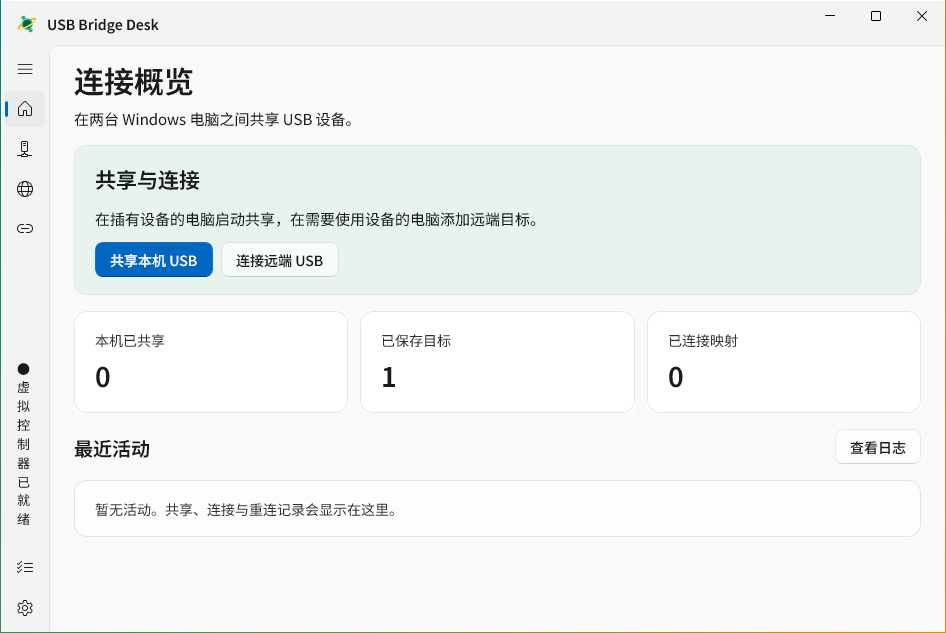 USB Bridge Desk
连接概览
在两台 Windows 电脑之间共享 USB 设备。
共享与连接
在插有设备的电脑启动共享，在需要使用设备的电脑添加远端目标。
共享本机 USB
连接远端 USB
本机已共享
0
已保存目标
1
已连接映射
0
最近活动
查看日志
暂无活动。共享、连接与重连记录会显示在这里。
虚
拟
控
制
器
已
就
绪